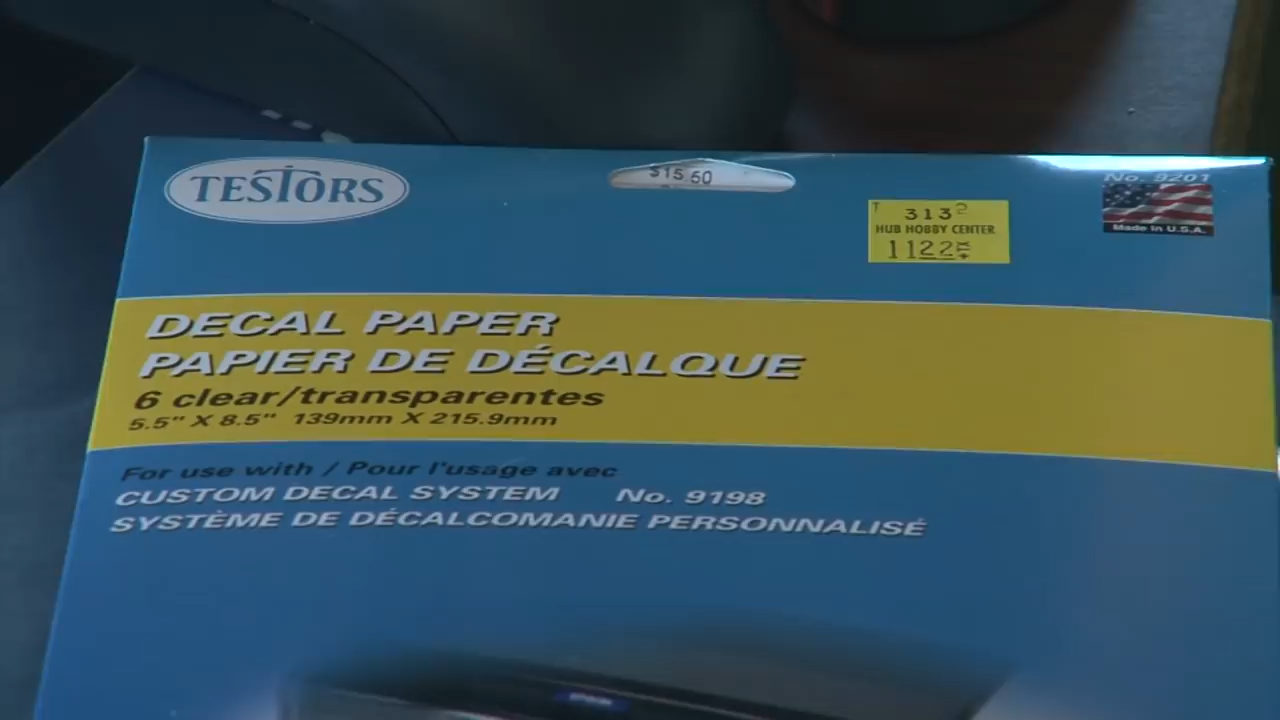 TESTORS
$15.60
No. 9201
Made in U.S.A.
313
HUB HOBBY CENTER
1122
DECAL PAPER
PAPIER DE DÉCALQUE
6 clear/transparentes
5.5" X 8.5" 139mm X 215.9mm
For use with / Pour l'usage avec
CUSTOM DECAL SYSTEM No. 9198
SYSTÈME DE DÉCALCOMANIE PERSONNALISÉ